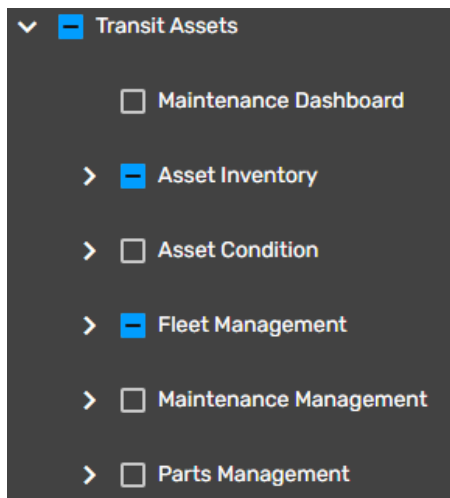 Transit Assets
Maintenance Dashboard
Asset Inventory
Asset Condition
Fleet Management
Maintenance Management
Parts Management